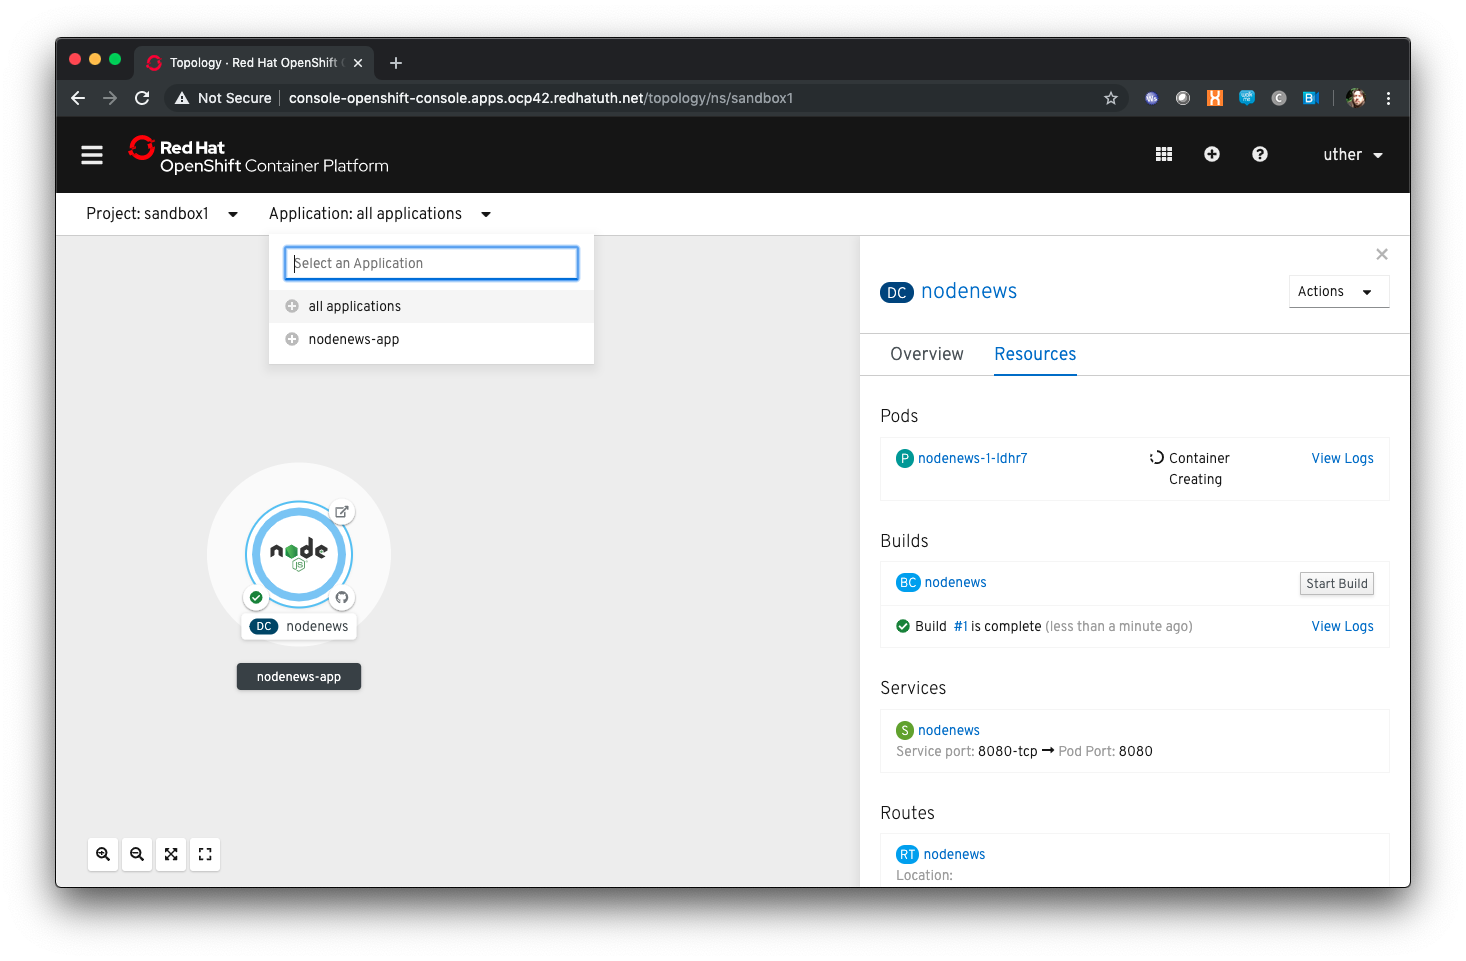 Topology · Red Hat OpenShift
Not Secure
console-openshift-console.apps.ocp42.redhatuth.net/topology/ns/sandbox1
Red Hat
OpenShift Container Platform
uther
Project: sandbox1
Application: all applications
Select an Application
all applications
nodenews-app
node
JS
DC nodenews
nodenews-app
DC nodenews
Actions
Overview
Resources
Pods
P nodenews-1-ldhr7
Container
Creating
View Logs
Builds
BC nodenews
Start Build
Build #1 is complete (less than a minute ago)
View Logs
Services
S nodenews
Service port: 8080-tcp → Pod Port: 8080
Routes
RT nodenews
Location: